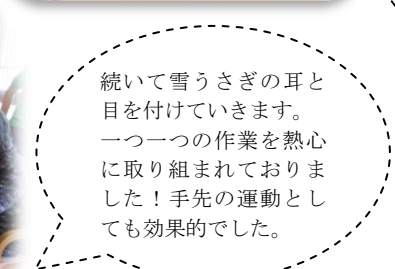 続いて雪うさぎの耳と
目を付けていきます。
一つ一つの作業を熱心
に取り組まれておりま
した！手先の運動とし
ても効果的でした。